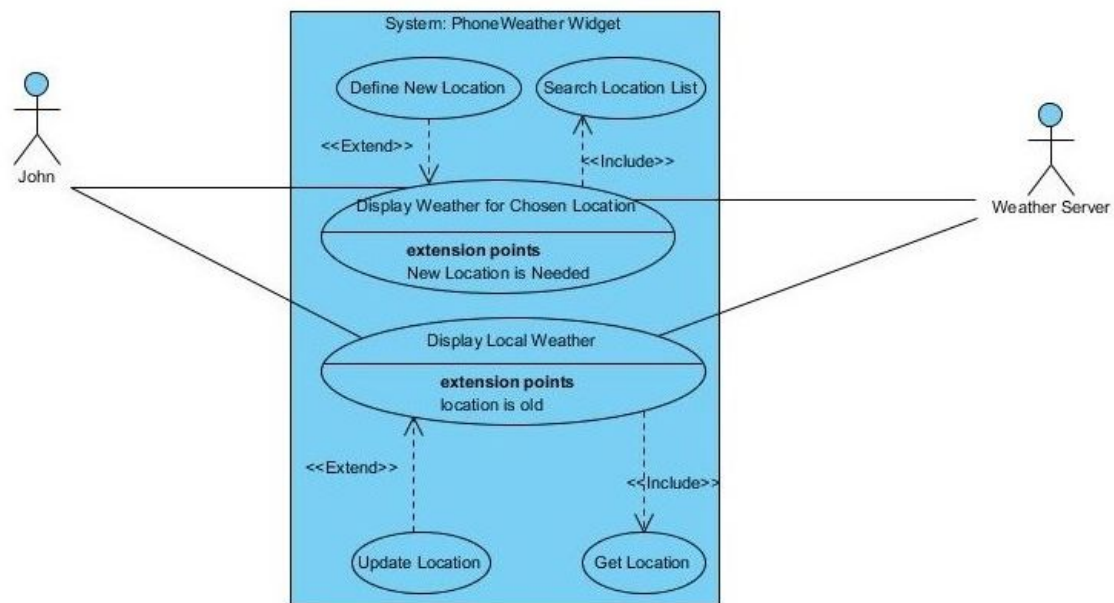 System: PhoneWeather Widget
Define New Location
Search Location List
<<Extend>>
<<Include>>
John
Weather Server
Display Weather for Chosen Location
extension points
New Location is Needed
Display Local Weather
extension points
location is old
<<Extend>>
<<Include>>
Update Location
Get Location